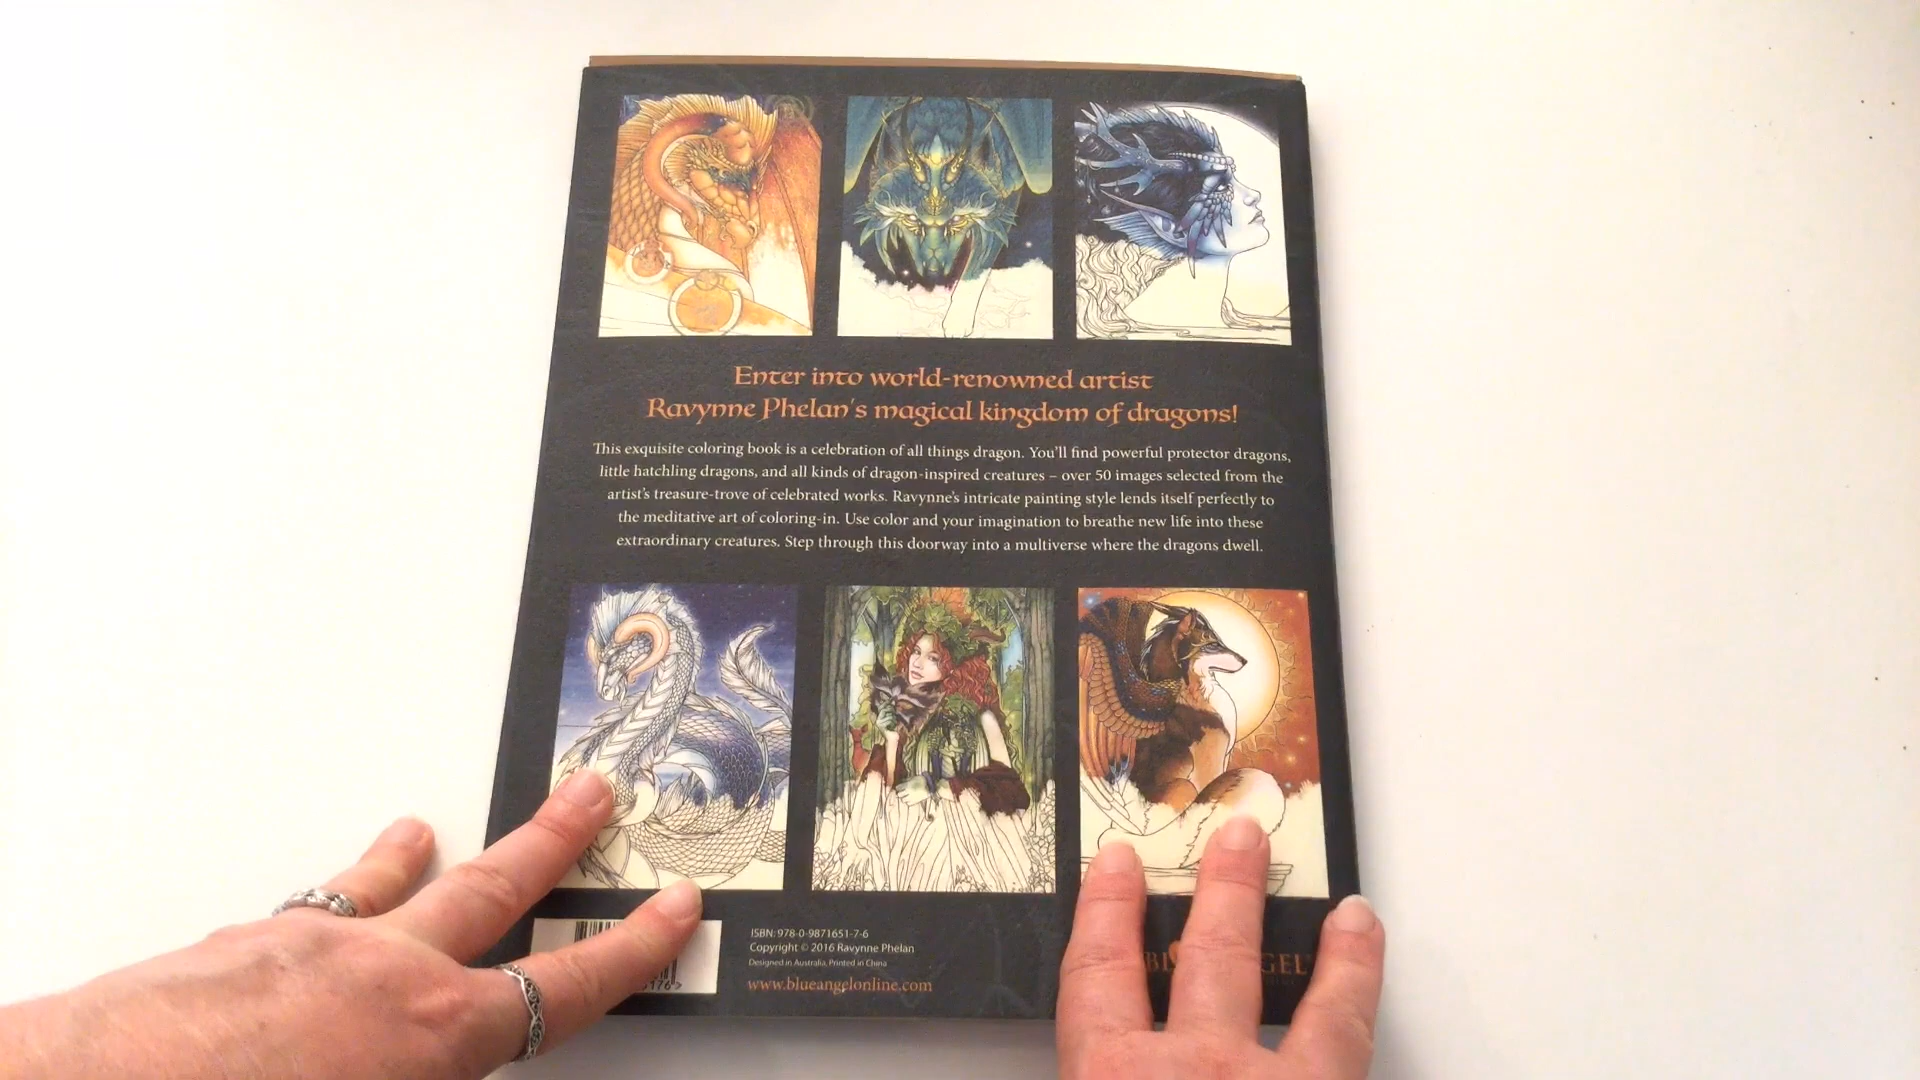 Enter into world-renowned artist
Ravynne Phelan's magical kingdom of dragons!
This exquisite coloring book is a celebration of all things dragon. You'll find powerful protector dragons,
little hatchling dragons, and all kinds of dragon-inspired creatures – over 50 images selected from the
artist's treasure-trove of celebrated works. Ravynne's intricate painting style lends itself perfectly to
the meditative art of coloring-in. Use color and your imagination to breathe new life into these
extraordinary creatures. Step through this doorway into a multiverse where the dragons dwell.
ISBN: 978-0-9871651-7-6
Copyright © 2016 Ravynne Phelan
Designed in Australia, Printed in China
www.blueangelonline.com